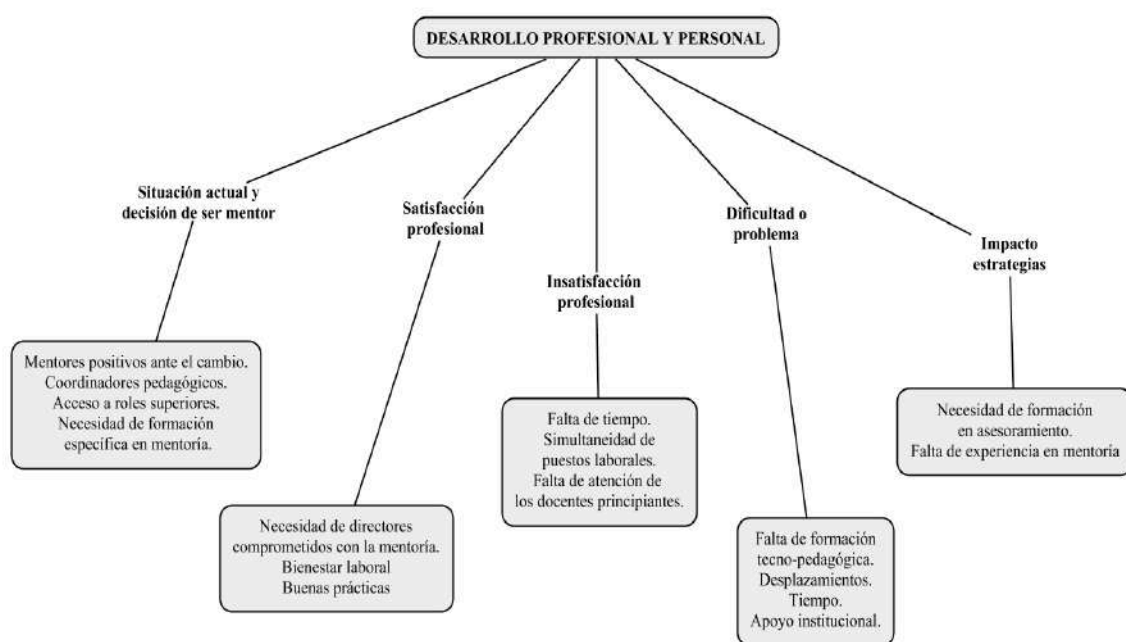 DESARROLLO PROFESIONAL Y PERSONAL
Situación actual y
decisión de ser mentor
Mentores positivos ante el cambio.
Coordinadores pedagógicos.
Acceso a roles superiores.
Necesidad de formación
específica en mentoría.
Satisfacción
profesional
Necesidad de directores
comprometidos con la mentoría.
Bienestar laboral
Buenas prácticas
Insatisfacción
profesional
Falta de tiempo.
Simultaneidad de
puestos laborales.
Falta de atención de
los docentes principiantes.
Dificultad o
problema
Falta de formación
tecno-pedagógica.
Desplazamientos.
Tiempo.
Apoyo institucional.
Impacto
estrategias
Necesidad de formación
en asesoramiento.
Falta de experiencia en mentoría